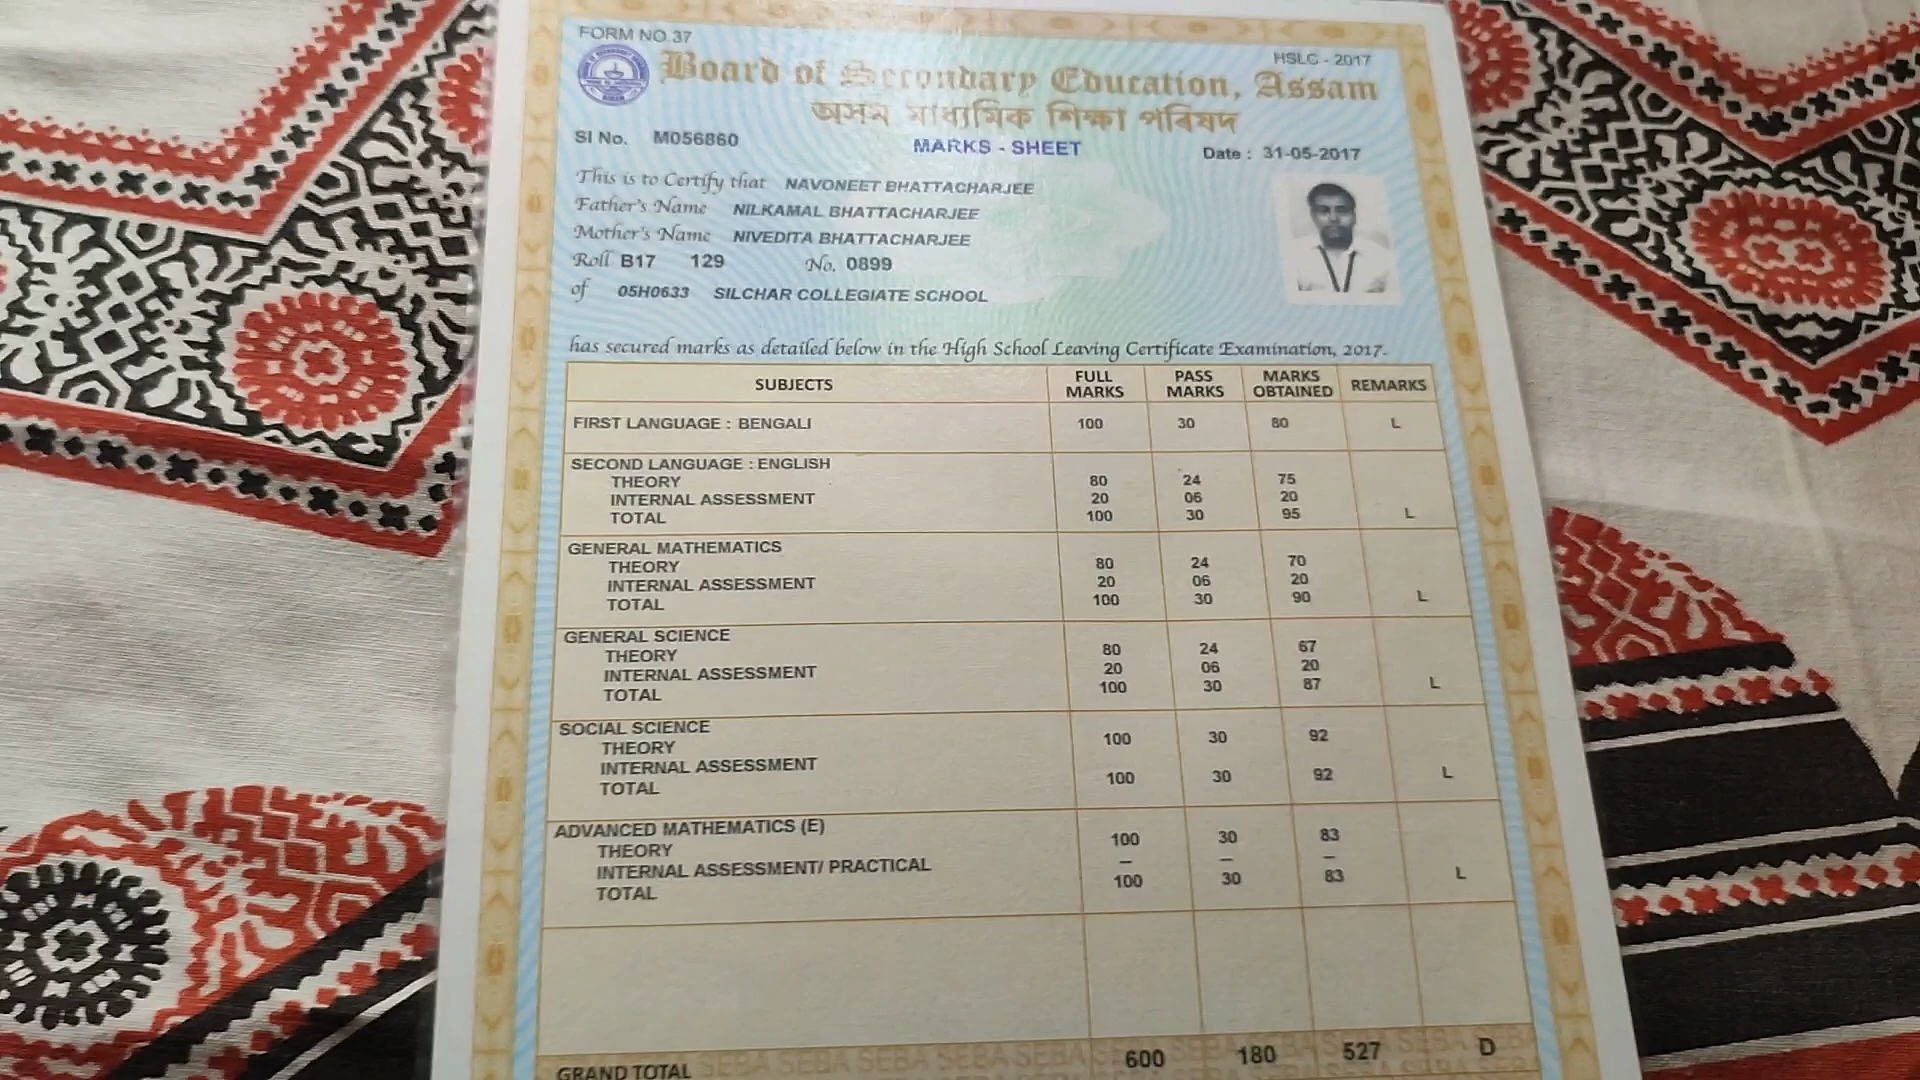 FORM NO.37
HSLC - 2017
Board of Secondary Education, Assam
অসম মাধ্যমিক শিক্ষা পৰিষদ
Sl No. M056860
MARKS - SHEET
Date : 31-05-2017
This is to Certify that NAVONEET BHATTACHARJEE
Father's Name NILKAMAL BHATTACHARJEE
Mother's Name NIVEDITA BHATTACHARJEE
Roll B17 129 No. 0899
of 05H0633 SILCHAR COLLEGIATE SCHOOL
has secured marks as detailed below in the High School Leaving Certificate Examination, 2017.
SUBJECTS FULL MARKS PASS MARKS MARKS OBTAINED REMARKS
FIRST LANGUAGE : BENGALI 100 30 80 L
SECOND LANGUAGE : ENGLISH
THEORY 80 24 75
INTERNAL ASSESSMENT 20 06 20
TOTAL 100 30 95 L
GENERAL MATHEMATICS
THEORY 80 24 70
INTERNAL ASSESSMENT 20 06 20
TOTAL 100 30 90 L
GENERAL SCIENCE
THEORY 80 24 67
INTERNAL ASSESSMENT 20 06 20
TOTAL 100 30 87 L
SOCIAL SCIENCE
THEORY 100 30 92
INTERNAL ASSESSMENT
TOTAL 100 30 92 L
ADVANCED MATHEMATICS (E)
THEORY 100 30 83
INTERNAL ASSESSMENT/ PRACTICAL – – –
TOTAL 100 30 83 L
GRAND TOTAL 600 180 527 D